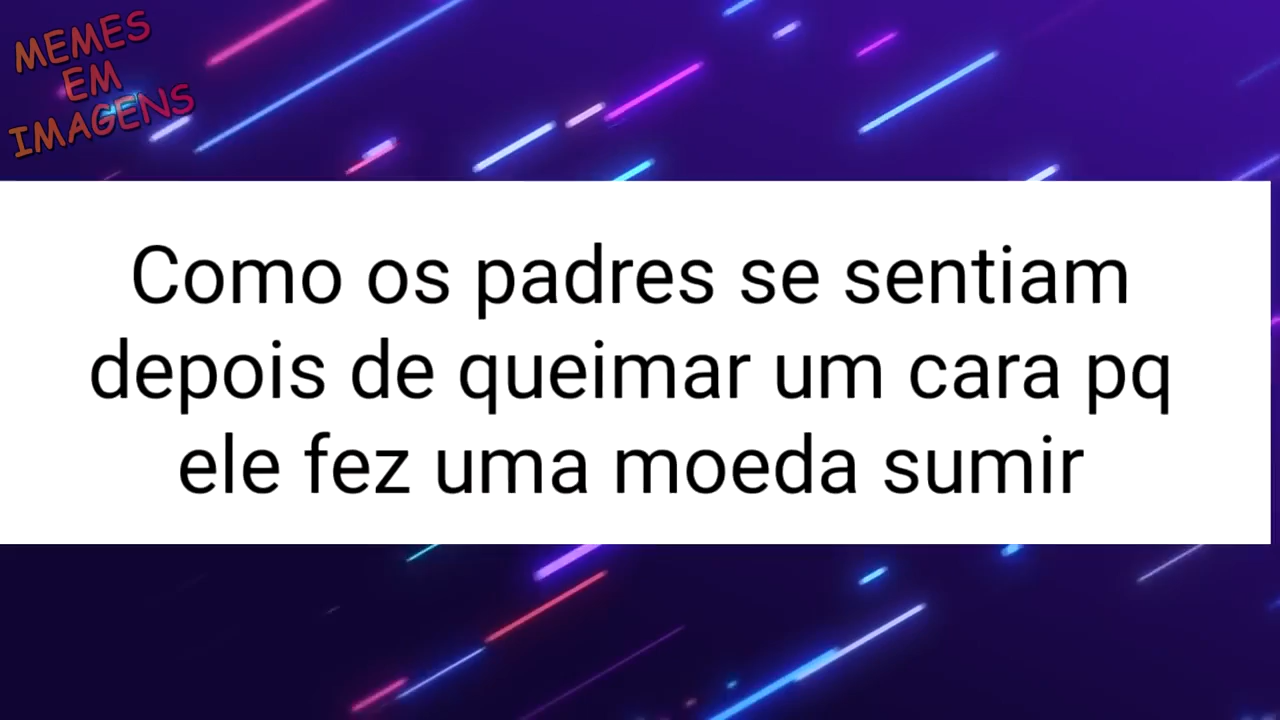 MEMES
EM
IMAGENS
Como os padres se sentiam
depois de queimar um cara pq
ele fez uma moeda sumir